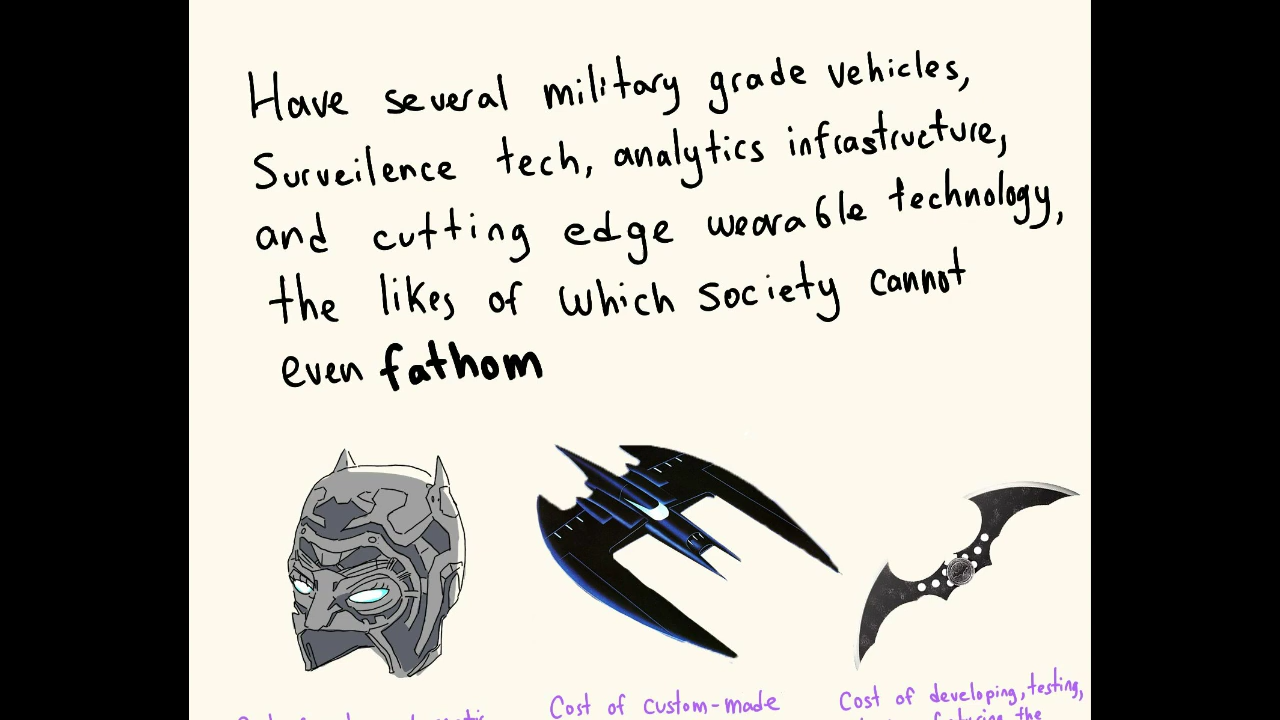 Have several military grade vehicles,
Surveilence tech, analytics infrastructure,
and cutting edge wearable technology,
the likes of which society cannot
even fathom
Cost of custom-made
Cost of developing, testing,
the